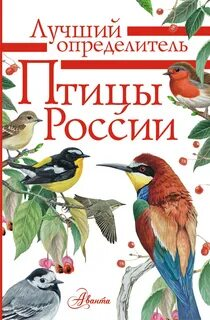 Лучший
определитель
Птицы
России
Аванта